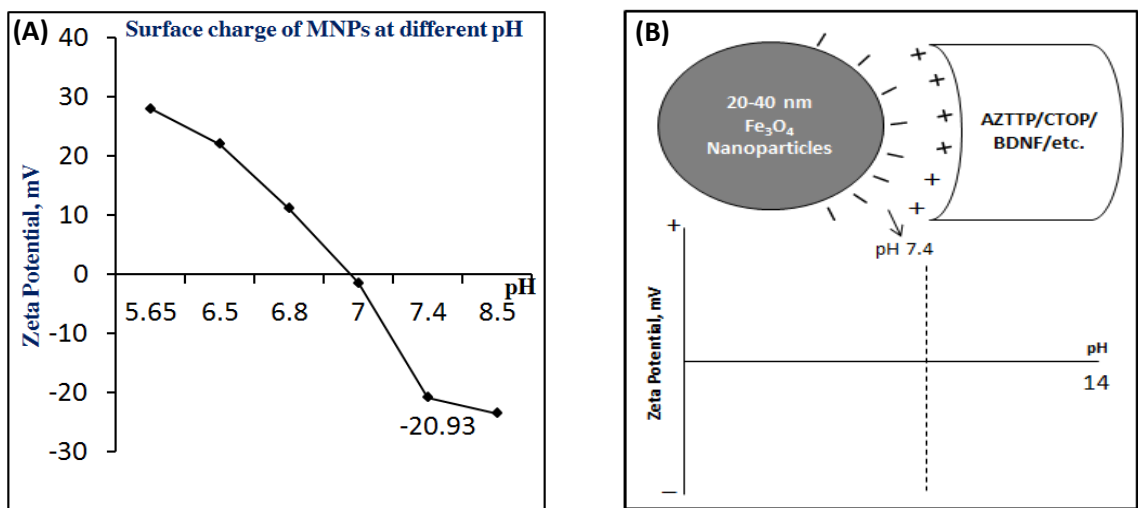 (A)
Surface charge of MNPs at different pH
Zeta Potential, mV
40
30
20
10
0
-10
-20
-30
5.65 6.5 6.8 7 7.4 8.5
pH
-20.93
(B)
20-40 nm
Fe₃O₄
Nanoparticles
AZTTP/CTOP/
BDNF/etc.
pH 7.4
+
Zeta Potential, mV
−
pH
14